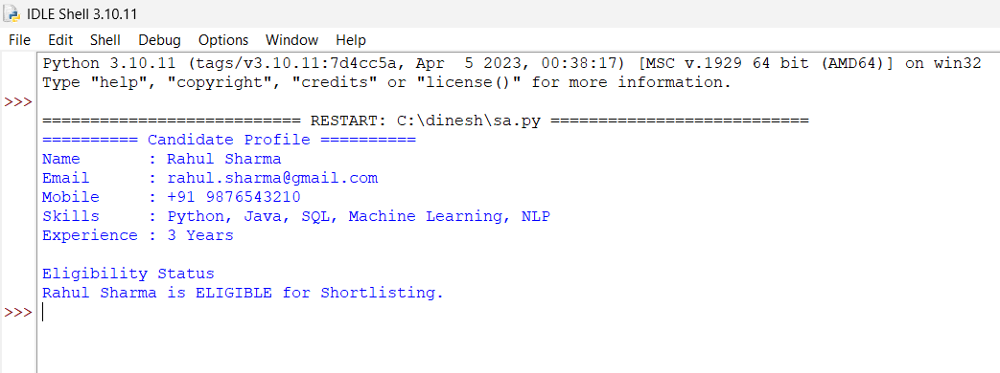 IDLE Shell 3.10.11
File Edit Shell Debug Options Window Help
Python 3.10.11 (tags/v3.10.11:7d4cc5a, Apr  5 2023, 00:38:17) [MSC v.1929 64 bit (AMD64)] on win32
Type "help", "copyright", "credits" or "license()" for more information.
>>>
=========================== RESTART: C:\dinesh\sa.py ===========================
========== Candidate Profile ==========
Name       : Rahul Sharma
Email      : rahul.sharma@gmail.com
Mobile     : +91 9876543210
Skills     : Python, Java, SQL, Machine Learning, NLP
Experience : 3 Years
Eligibility Status
Rahul Sharma is ELIGIBLE for Shortlisting.
>>>